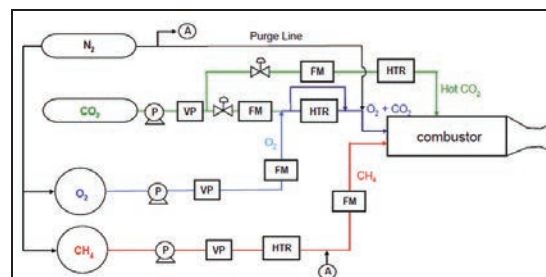 N2
A
Purge Line
FM
HTR
Hot CO2
CO2
P
VP
FM
HTR
O2 + CO2
combustor
O2
O2
P
VP
FM
CH4
FM
CH4
P
VP
HTR
A